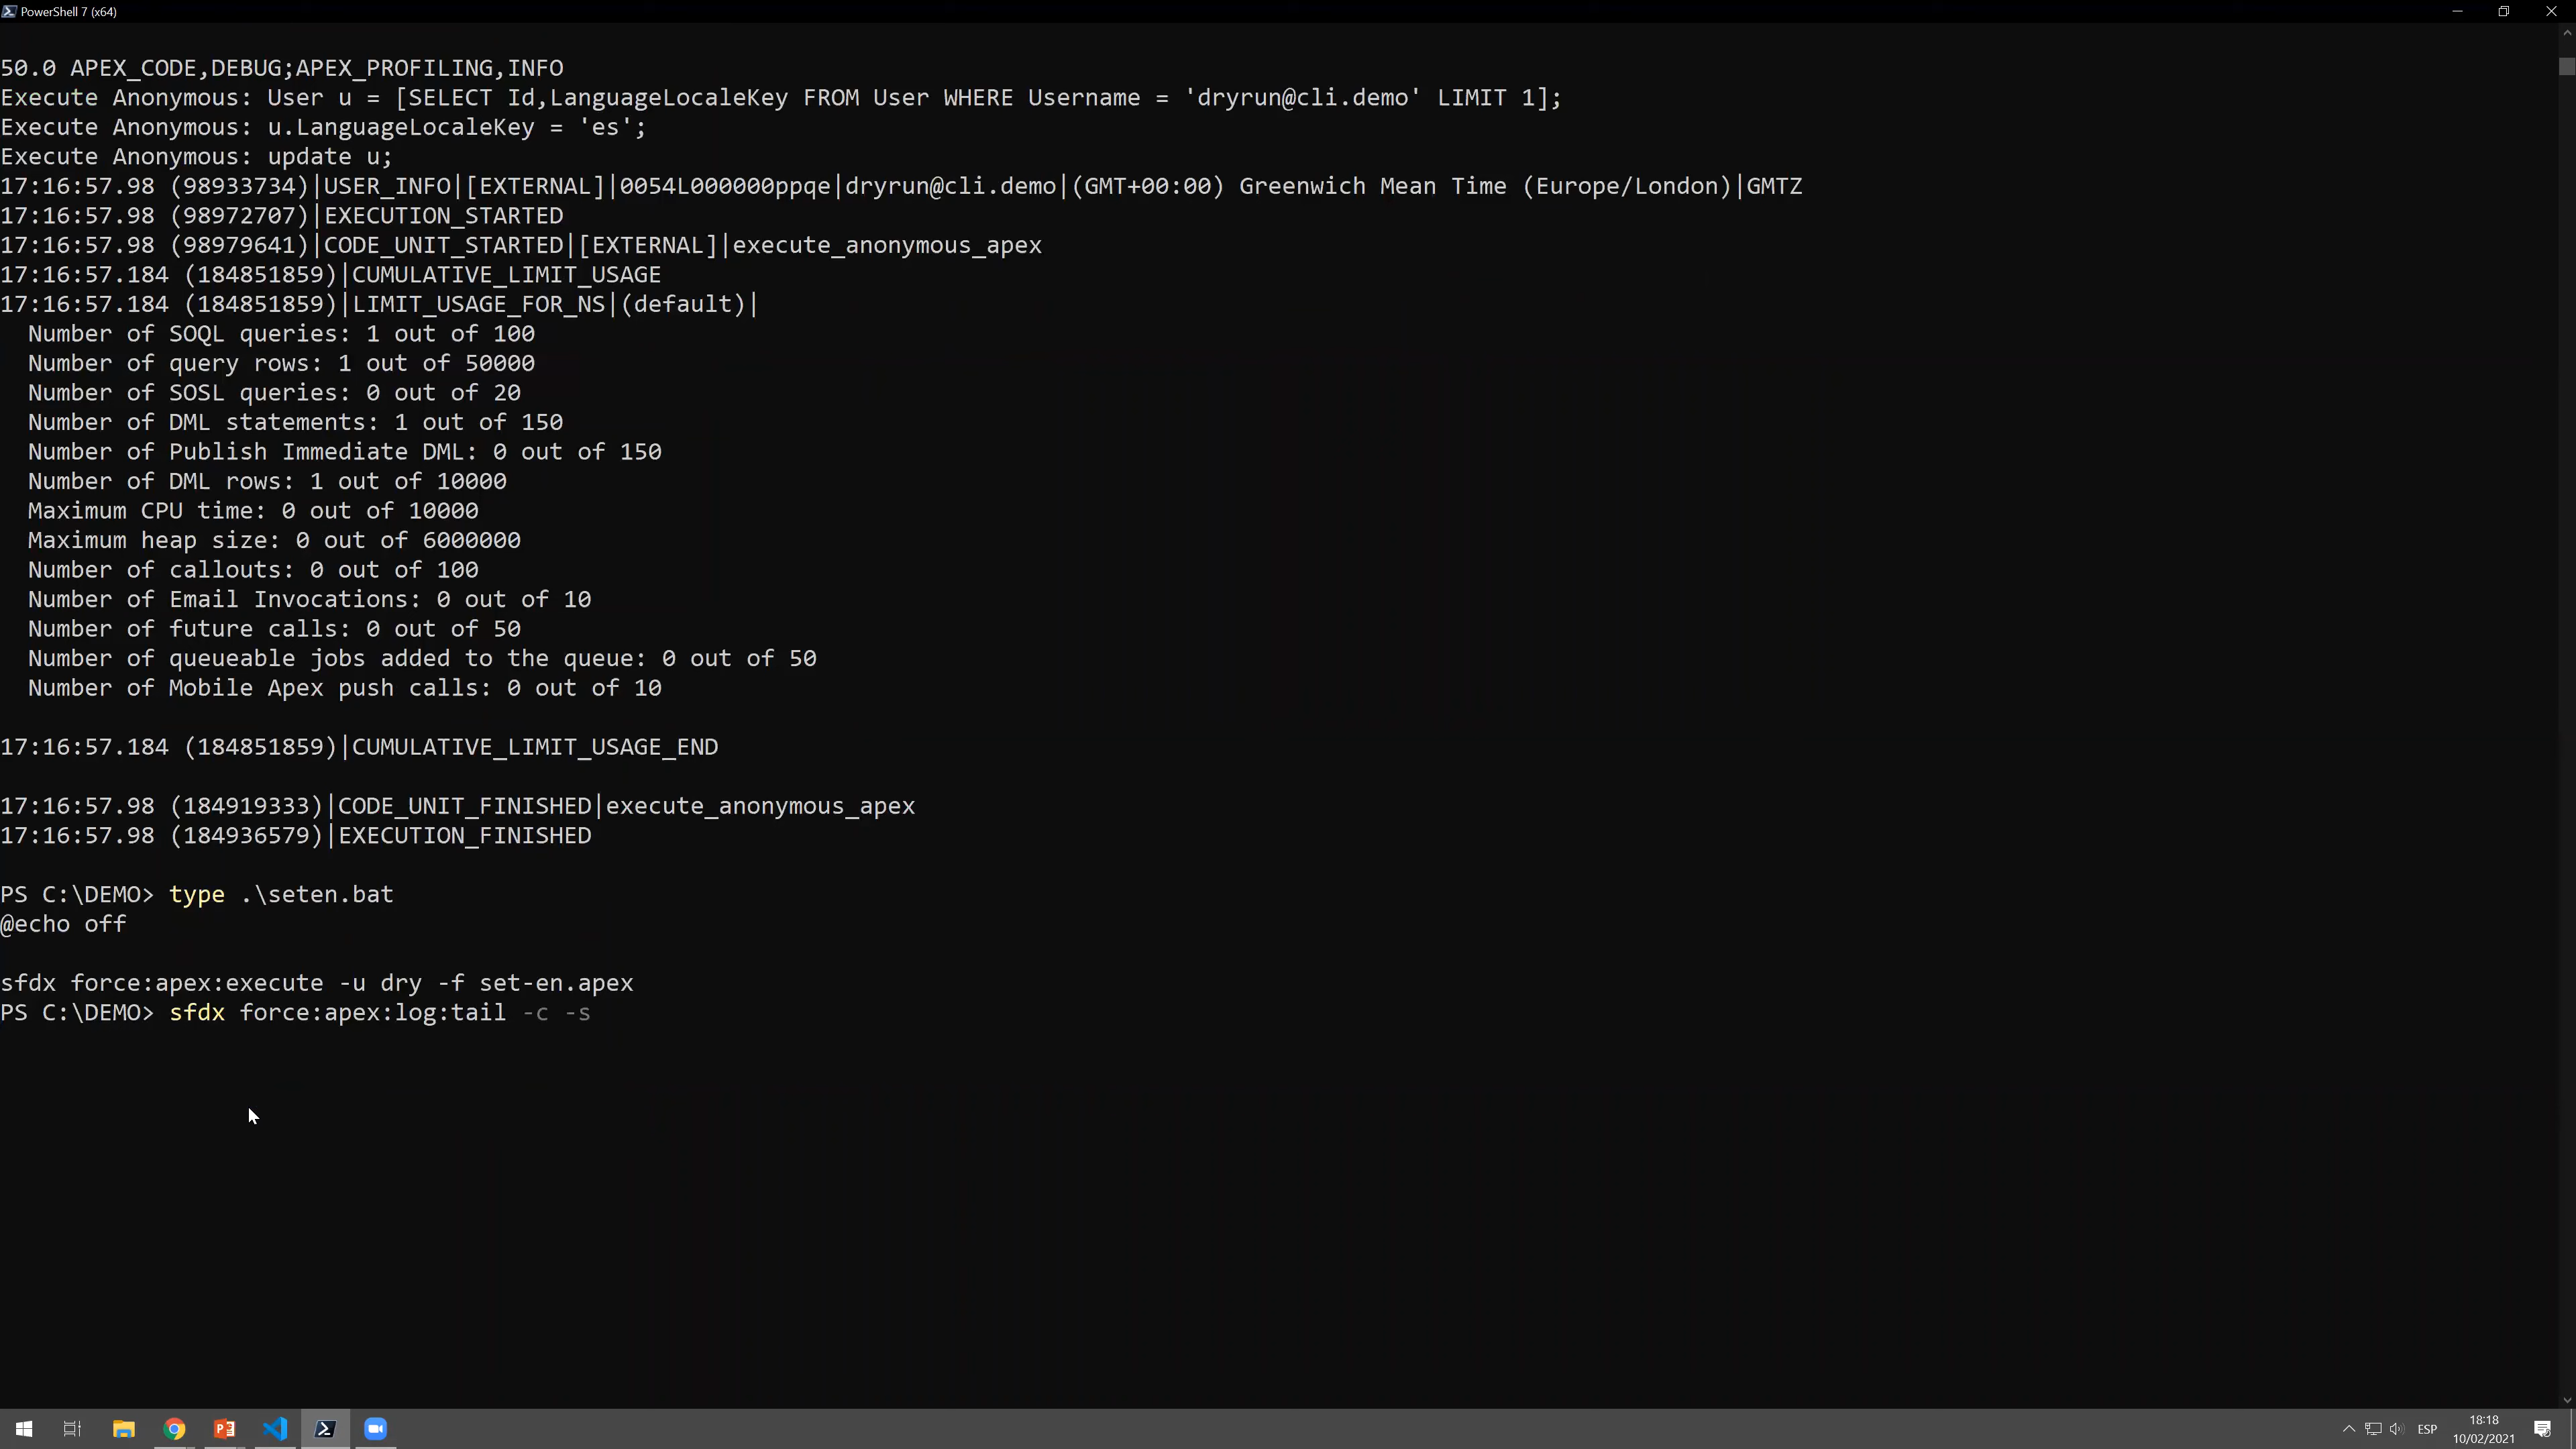 PowerShell 7 (x64)
50.0 APEX_CODE,DEBUG;APEX_PROFILING,INFO
Execute Anonymous: User u = [SELECT Id,LanguageLocaleKey FROM User WHERE Username = 'dryrun@cli.demo' LIMIT 1];
Execute Anonymous: u.LanguageLocaleKey = 'es';
Execute Anonymous: update u;
17:16:57.98 (98933734)|USER_INFO|[EXTERNAL]|0054L000000ppqe|dryrun@cli.demo|(GMT+00:00) Greenwich Mean Time (Europe/London)|GMTZ
17:16:57.98 (98972707)|EXECUTION_STARTED
17:16:57.98 (98979641)|CODE_UNIT_STARTED|[EXTERNAL]|execute_anonymous_apex
17:16:57.184 (184851859)|CUMULATIVE_LIMIT_USAGE
17:16:57.184 (184851859)|LIMIT_USAGE_FOR_NS|(default)|
Number of SOQL queries: 1 out of 100
Number of query rows: 1 out of 50000
Number of SOSL queries: 0 out of 20
Number of DML statements: 1 out of 150
Number of Publish Immediate DML: 0 out of 150
Number of DML rows: 1 out of 10000
Maximum CPU time: 0 out of 10000
Maximum heap size: 0 out of 6000000
Number of callouts: 0 out of 100
Number of Email Invocations: 0 out of 10
Number of future calls: 0 out of 50
Number of queueable jobs added to the queue: 0 out of 50
Number of Mobile Apex push calls: 0 out of 10
17:16:57.184 (184851859)|CUMULATIVE_LIMIT_USAGE_END
17:16:57.98 (184919333)|CODE_UNIT_FINISHED|execute_anonymous_apex
17:16:57.98 (184936579)|EXECUTION_FINISHED
PS C:\DEMO> type .\seten.bat
@echo off
sfdx force:apex:execute -u dry -f set-en.apex
PS C:\DEMO> sfdx force:apex:log:tail -c -s
ESP
18:18
10/02/2021